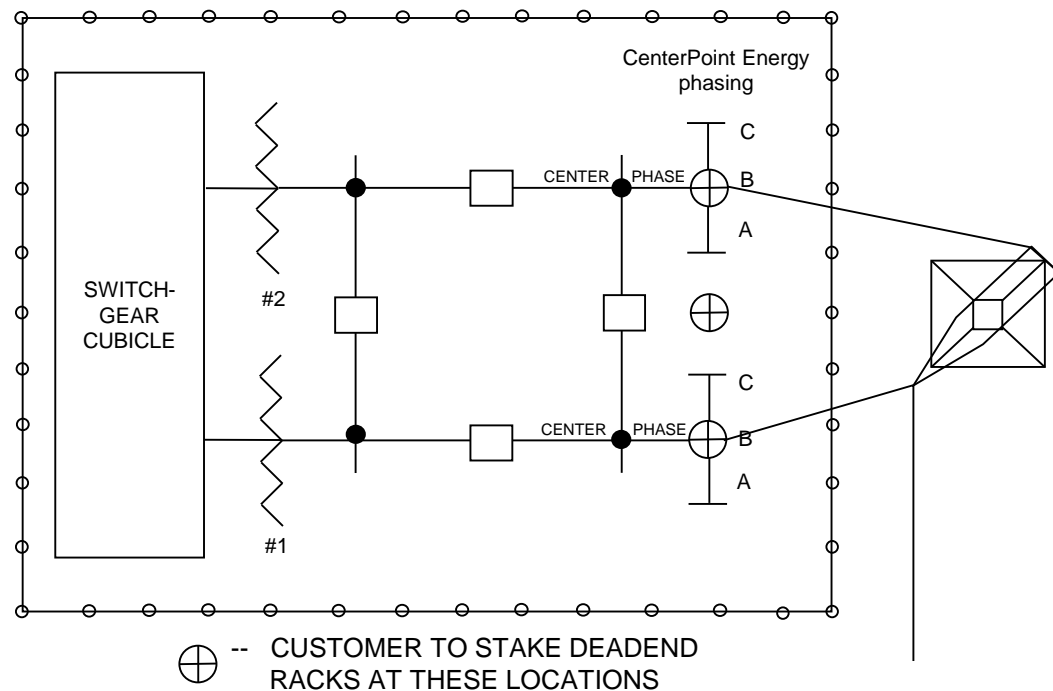 CenterPoint Energy
phasing
C
CENTER PHASE B
A
SWITCH-
GEAR
CUBICLE
#2
C
CENTER PHASE B
A
#1
-- CUSTOMER TO STAKE DEADEND
RACKS AT THESE LOCATIONS